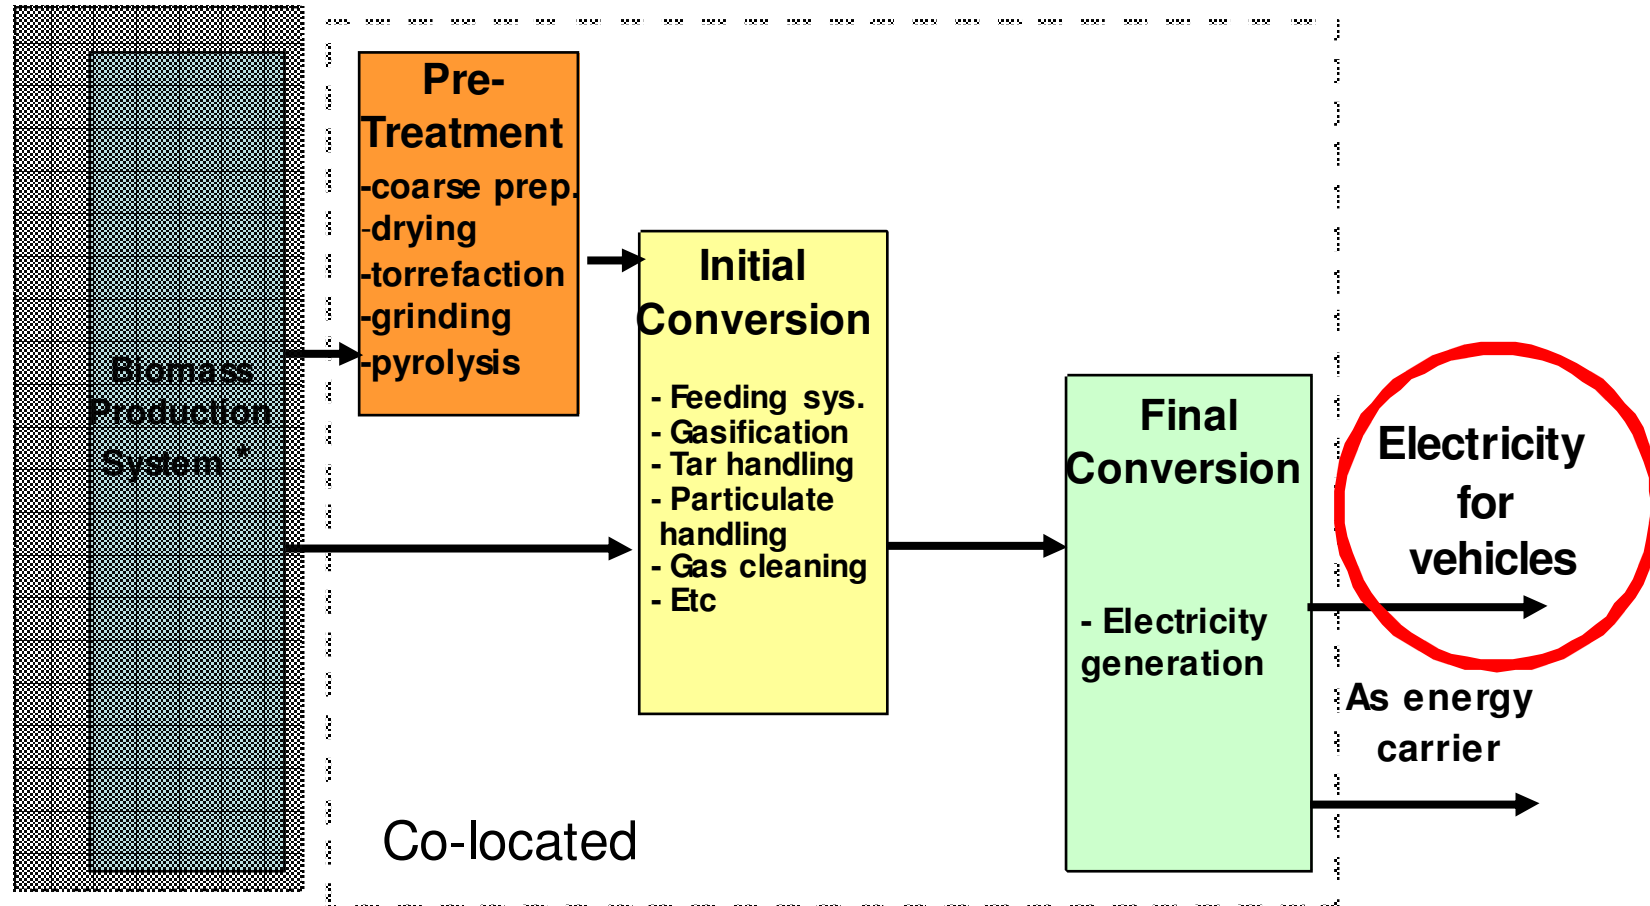 Pre-
Treatment
-coarse prep.
-drying
-torrefaction
-grinding
-pyrolysis
Biomass
Production
System *
Initial
Conversion
- Feeding sys.
- Gasification
- Tar handling
- Particulate
handling
- Gas cleaning
- Etc
Final
Conversion
- Electricity
generation
Electricity
for
vehicles
As energy
carrier
Co-located